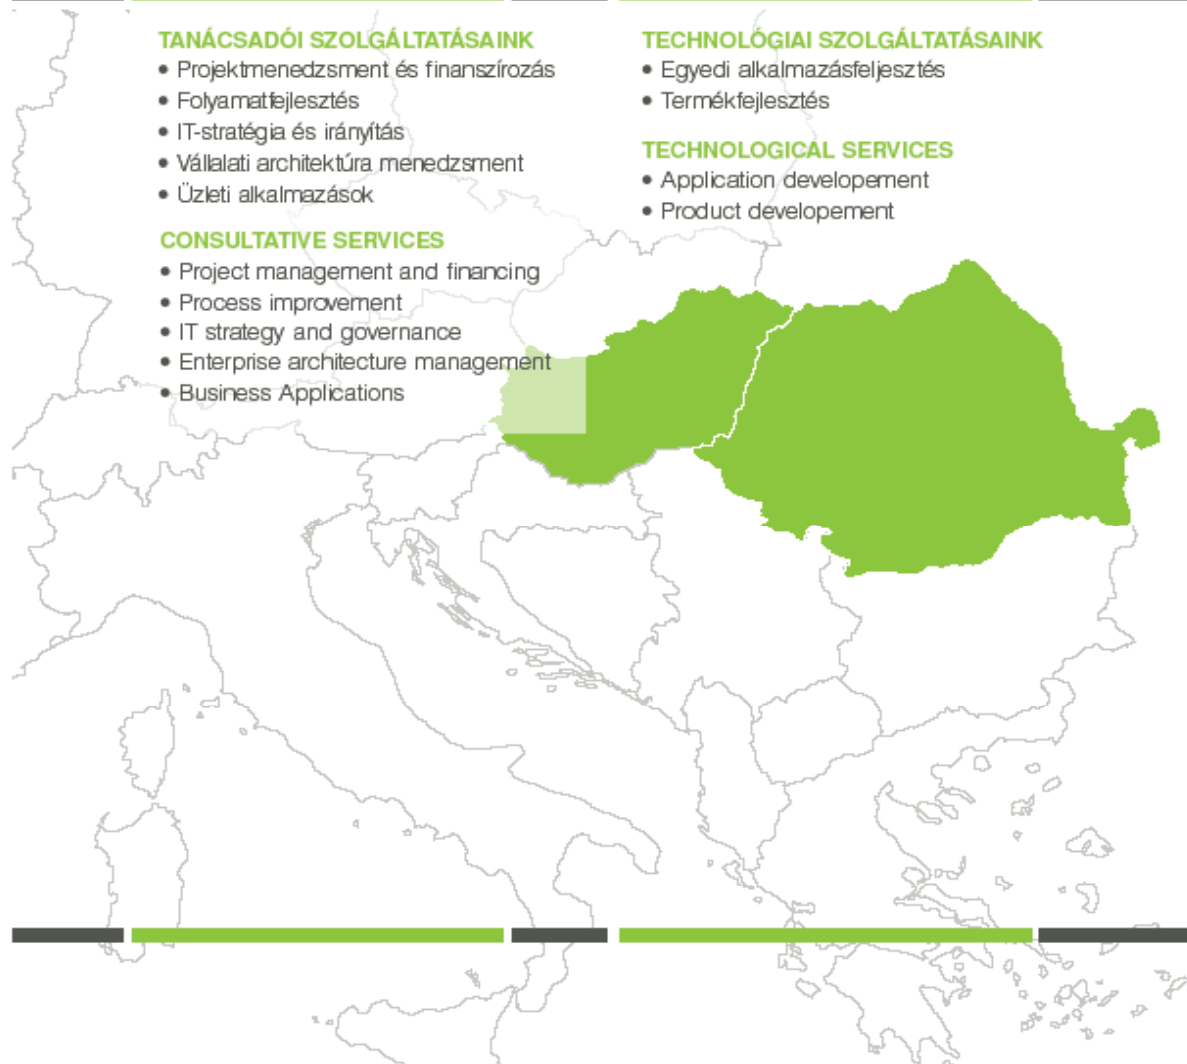 TANÁCSADÓI SZOLGÁLTATÁSAINK
• Projektmenedzsment és finanszírozás
• Folyamatfejlesztés
• IT-stratégia és irányítás
• Vállalati architektúra menedzsment
• Üzleti alkalmazások
CONSULTATIVE SERVICES
• Project management and financing
• Process improvement
• IT strategy and governance
• Enterprise architecture management
• Business Applications
TECHNOLÓGIAI SZOLGÁLTATÁSAINK
• Egyedi alkalmazásfeljesztés
• Termékfejlesztés
TECHNOLOGICAL SERVICES
• Application developement
• Product developement